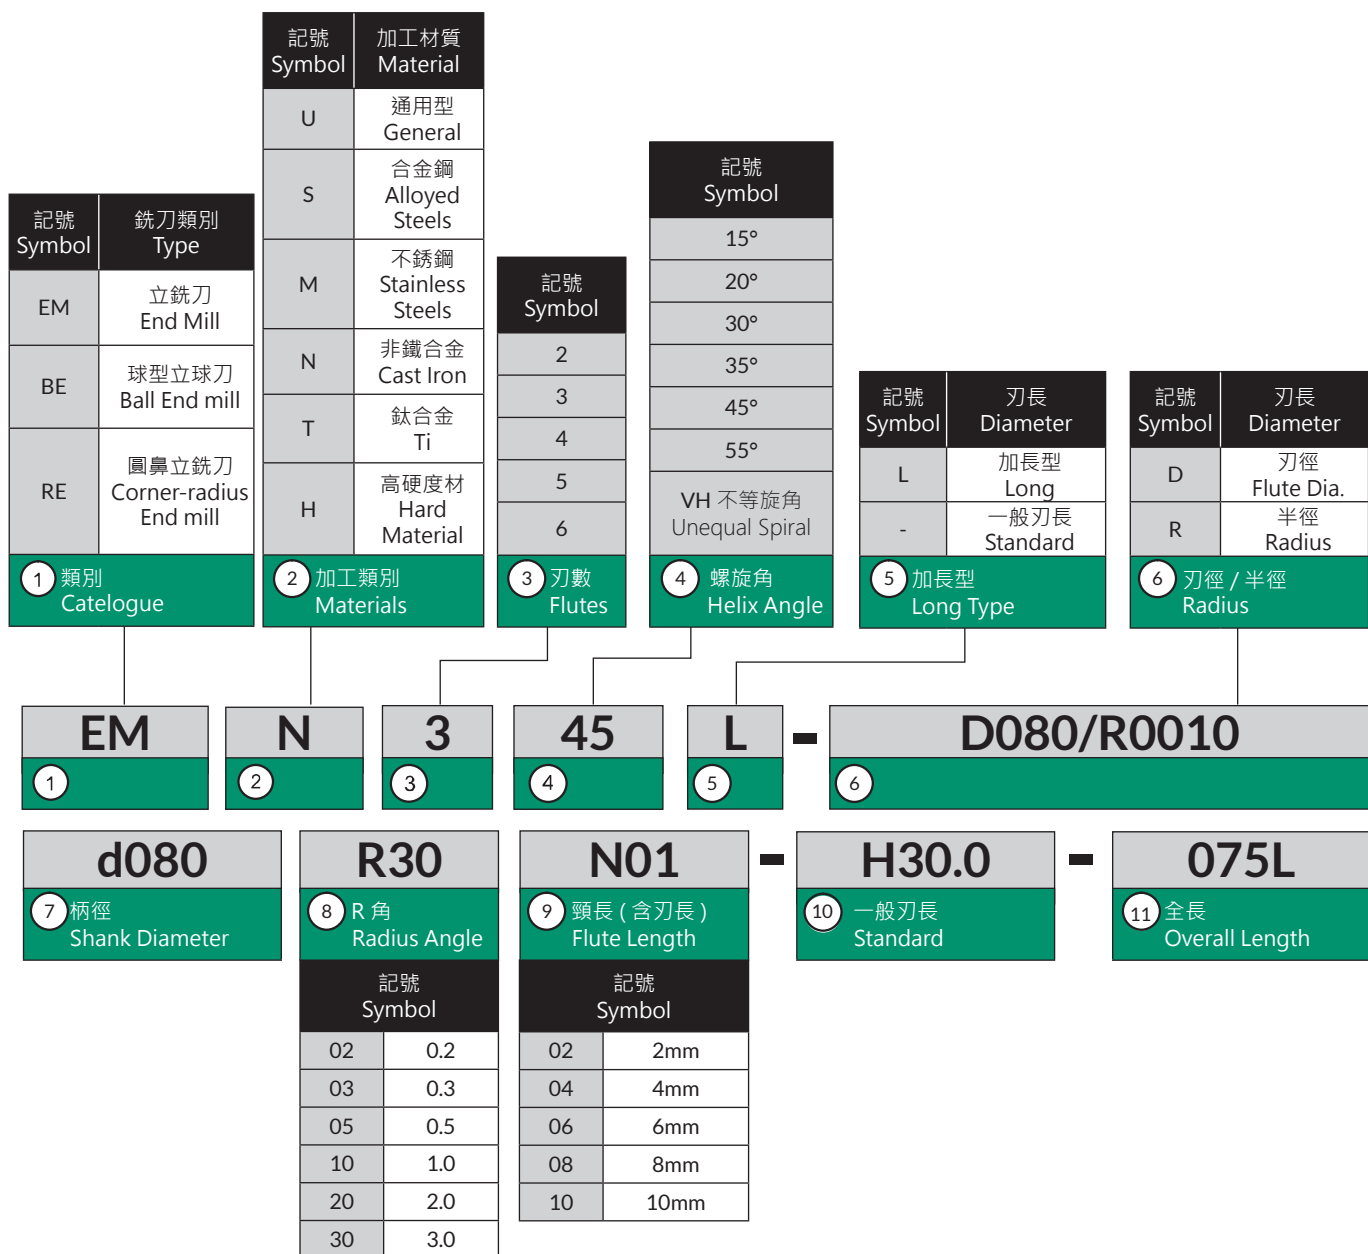 記號
Symbol
銑刀類別
Type
EM
立銑刀
End Mill
BE
球型立球刀
Ball End mill
RE
圓鼻立銑刀
Corner-radius
End mill
1 類別
Catelogue
記號
Symbol
加工材質
Material
U
通用型
General
S
合金鋼
Alloyed
Steels
M
不銹鋼
Stainless
Steels
N
非鐵合金
Cast Iron
T
鈦合金
Ti
H
高硬度材
Hard
Material
2 加工類別
Materials
記號
Symbol
2
3
4
5
6
3 刃數
Flutes
記號
Symbol
15°
20°
30°
35°
45°
55°
VH 不等旋角
Unequal Spiral
4 螺旋角
Helix Angle
記號
Symbol
刃長
Diameter
L
加長型
Long
-
一般刃長
Standard
5 加長型
Long Type
記號
Symbol
刃長
Diameter
D
刃徑
Flute Dia.
R
半徑
Radius
6 刃徑 / 半徑
Radius
EM N 3 45 L - D080/R0010
1 2 3 4 5 6
d080 R30 N01 - H30.0 - 075L
7 柄徑
Shank Diameter
8 R 角
Radius Angle
9 頸長 ( 含刃長 )
Flute Length
10 一般刃長
Standard
11 全長
Overall Length
記號
Symbol
02 0.2
03 0.3
05 0.5
10 1.0
20 2.0
30 3.0
記號
Symbol
02 2mm
04 4mm
06 6mm
08 8mm
10 10mm